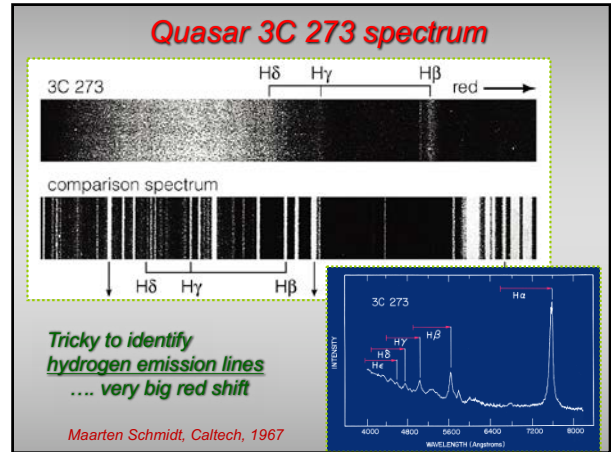 Quasar 3C 273 spectrum
Hδ Hγ Hβ
3C 273 red
comparison spectrum
Hδ Hγ Hβ
Tricky to identify
hydrogen emission lines
.... very big red shift
Maarten Schmidt, Caltech, 1967
3C 273
Hα
Hβ
Hγ
Hδ
Hε
INTENSITY
4000 4800 5600 6400 7200 8000
WAVELENGTH (Angstroms)